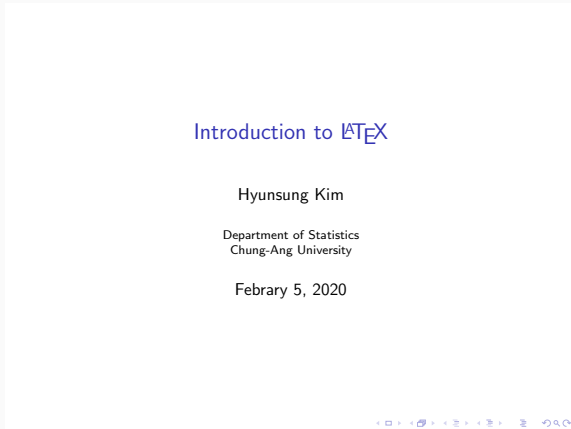 Introduction to LATEX
Hyunsung Kim
Department of Statistics
Chung-Ang University
Febrary 5, 2020